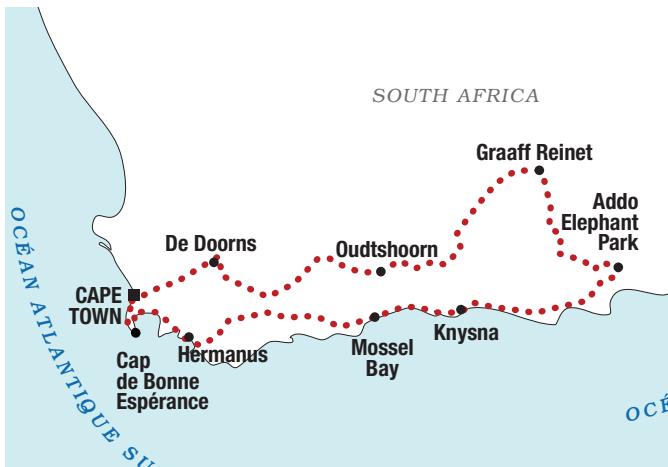 SOUTH AFRICA
Graaff Reinet
Addo
Elephant
Park
De Doorns
Oudtshoorn
CAPE
TOWN
Knysna
Mossel
Bay
Hermanus
Cap
de Bonne
Espérance
OCÉAN ATLANTIQUE SU
OCÉ